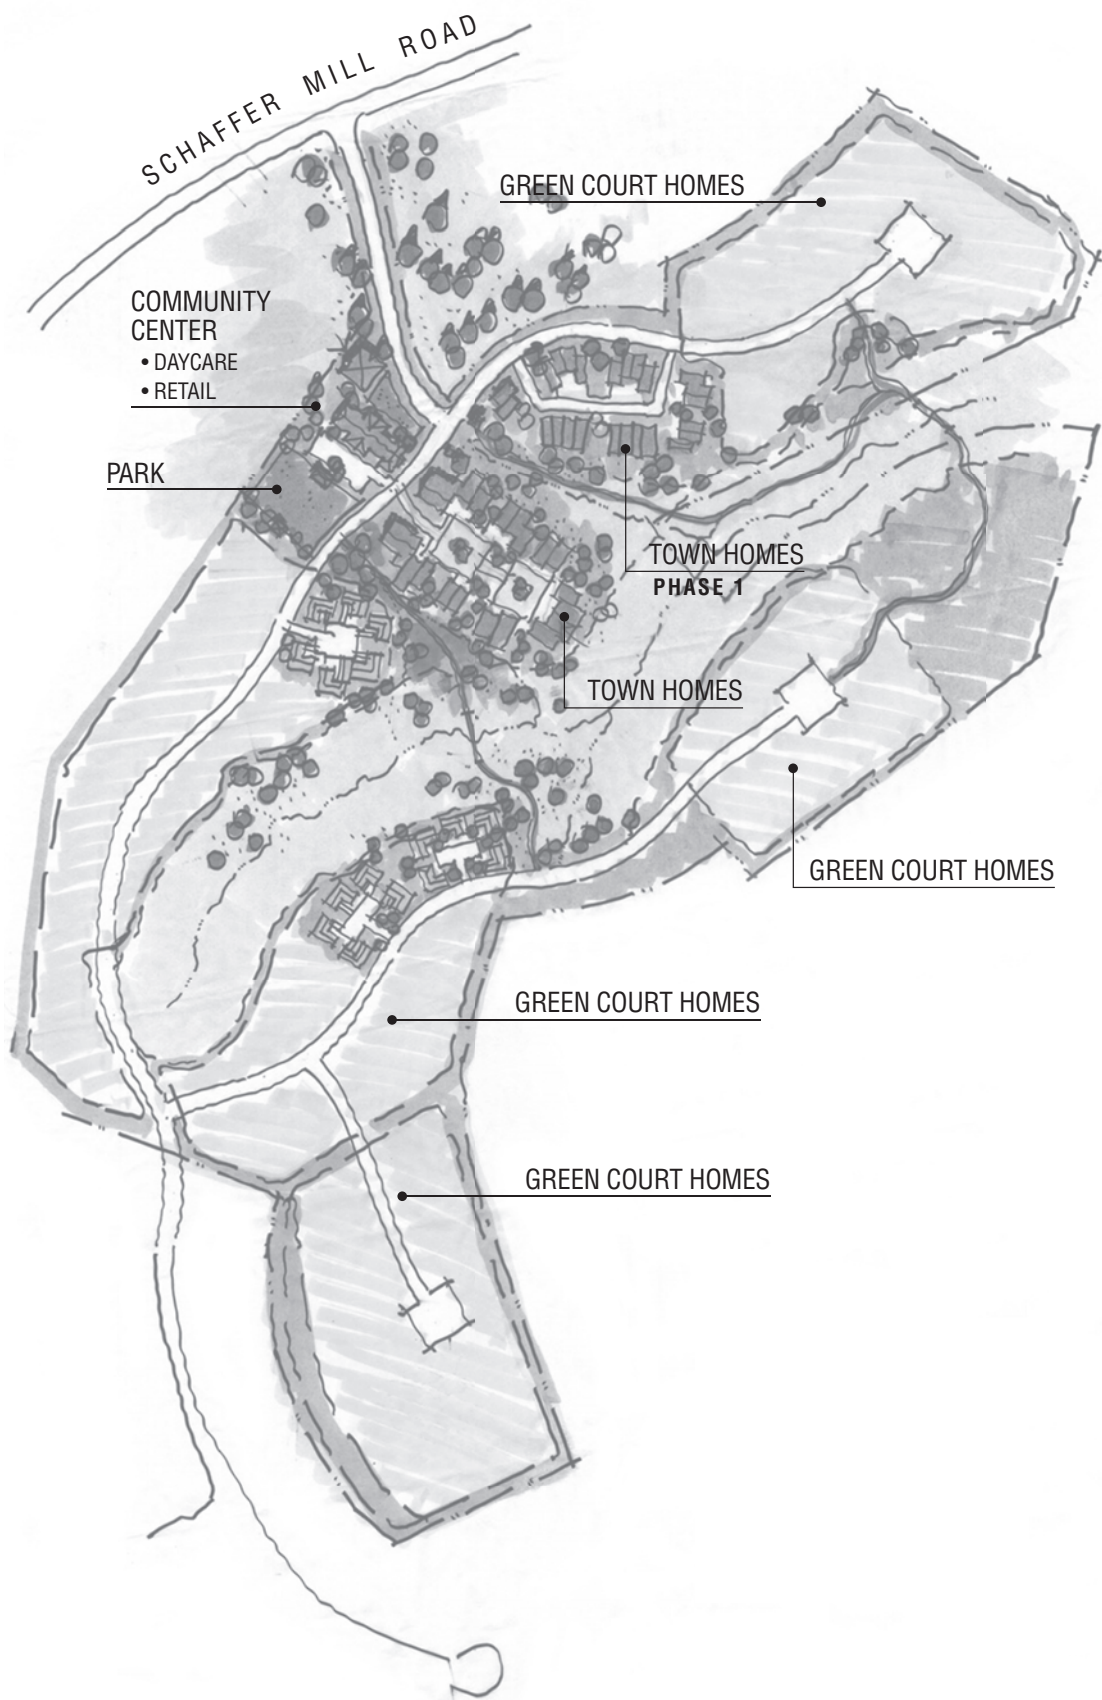 SCHAFFER MILL ROAD
GREEN COURT HOMES
COMMUNITY
CENTER
• DAYCARE
• RETAIL
PARK
TOWN HOMES
PHASE 1
TOWN HOMES
GREEN COURT HOMES
GREEN COURT HOMES
GREEN COURT HOMES